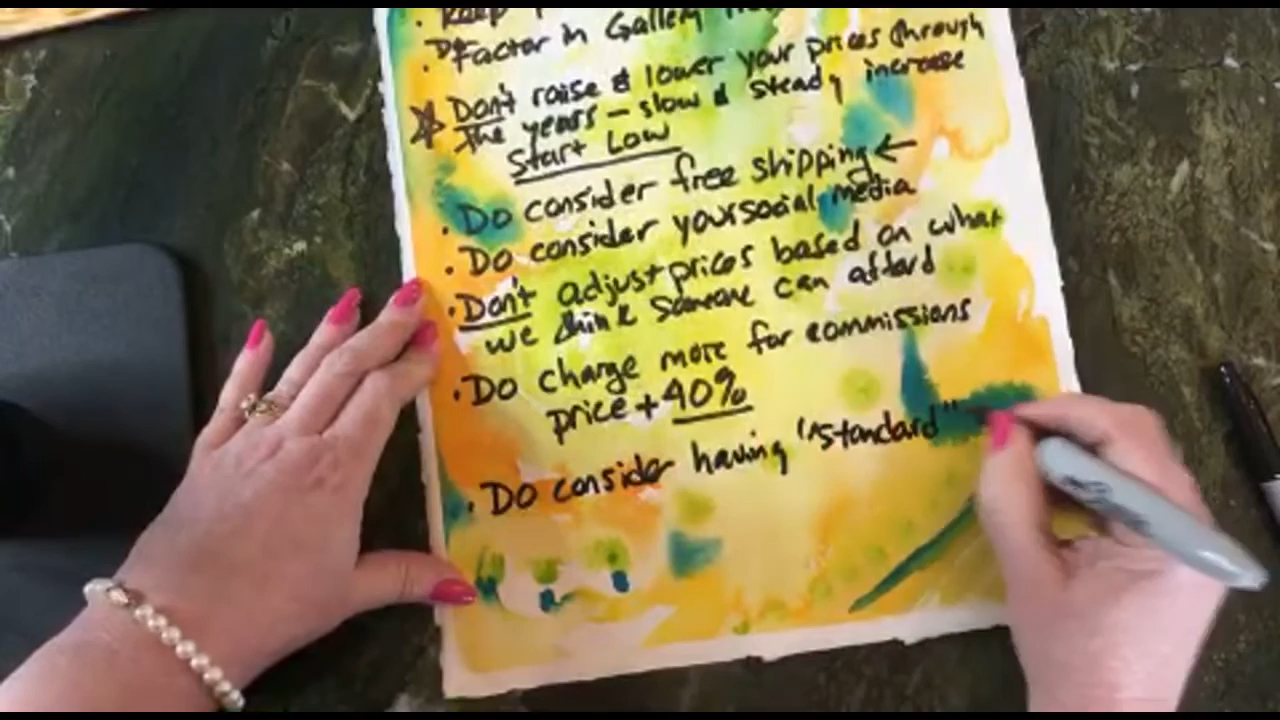 · Keep
· Do Factor in Gallery
Don't raise & lower your prices through
the years — slow & steady increase
Start Low
· Do consider free shipping ←
· Do consider your social media
· Don't adjust prices based on what
we think someone can afford
· Do charge more for commissions
price + 40%
· Do consider having "standard"